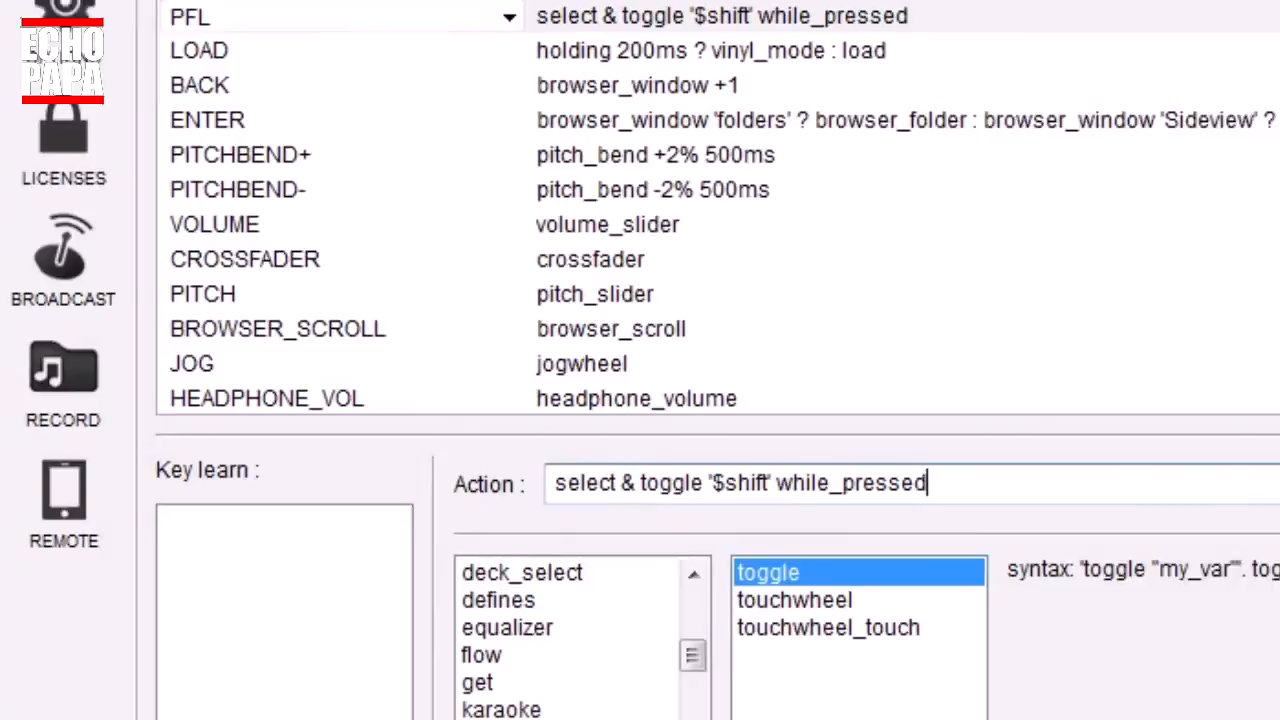 ECHO
PAPA
LICENSES
BROADCAST
RECORD
REMOTE
PFL select & toggle '$shift' while_pressed
LOAD holding 200ms ? vinyl_mode : load
BACK browser_window +1
ENTER browser_window 'folders' ? browser_folder : browser_window 'Sideview' ?
PITCHBEND+ pitch_bend +2% 500ms
PITCHBEND- pitch_bend -2% 500ms
VOLUME volume_slider
CROSSFADER crossfader
PITCH pitch_slider
BROWSER_SCROLL browser_scroll
JOG jogwheel
HEADPHONE_VOL headphone_volume
Key learn :
Action : select & toggle '$shift' while_pressed
deck_select
defines
equalizer
flow
get
karaoke
toggle
touchwheel
touchwheel_touch
syntax: 'toggle "my_var"'. tog